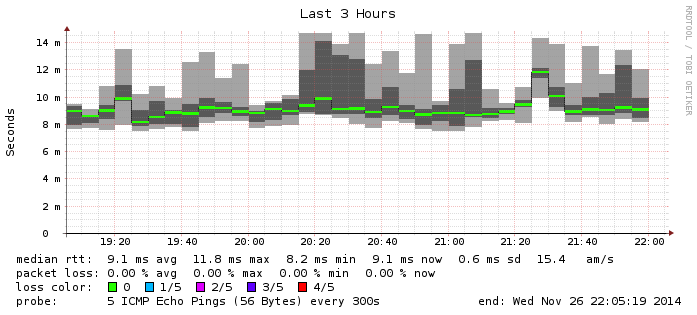 Last 3 Hours
RRDTOOL / TOBI OETIKER
Seconds
14 m
12 m
10 m
8 m
6 m
4 m
2 m
0
19:20 19:40 20:00 20:20 20:40 21:00 21:20 21:40 22:00
median rtt: 9.1 ms avg 11.8 ms max 8.2 ms min 9.1 ms now 0.6 ms sd 15.4 am/s
packet loss: 0.00 % avg 0.00 % max 0.00 % min 0.00 % now
loss color: 0 1/5 2/5 3/5 4/5
probe: 5 ICMP Echo Pings (56 Bytes) every 300s end: Wed Nov 26 22:05:19 2014